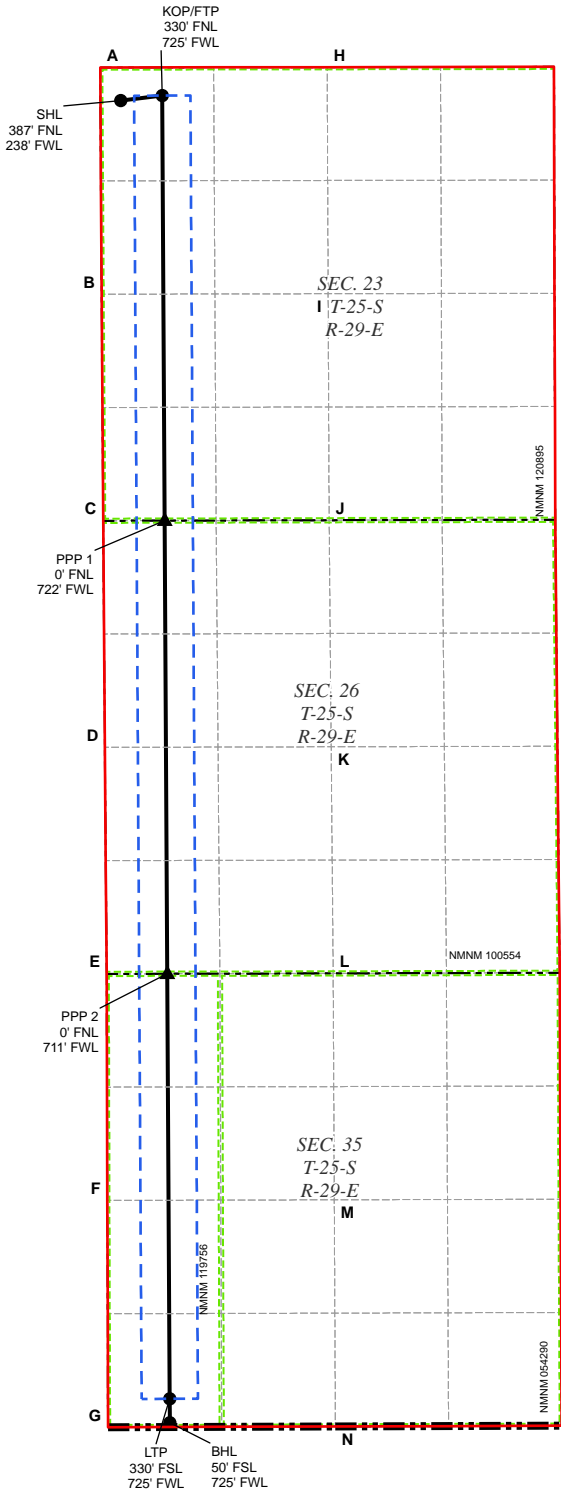 KOP/FTP
330' FNL
725' FWL
A
H
SHL
387' FNL
238' FWL
B
SEC. 23
I T-25-S
R-29-E
NMNM 120895
C
J
PPP 1
0' FNL
722' FWL
SEC. 26
T-25-S
R-29-E
D
K
E
L
NMNM 100554
PPP 2
0' FNL
711' FWL
SEC. 35
T-25-S
R-29-E
F
M
NMNM 119756
NMNM 054290
G
N
LTP
330' FSL
725' FWL
BHL
50' FSL
725' FWL